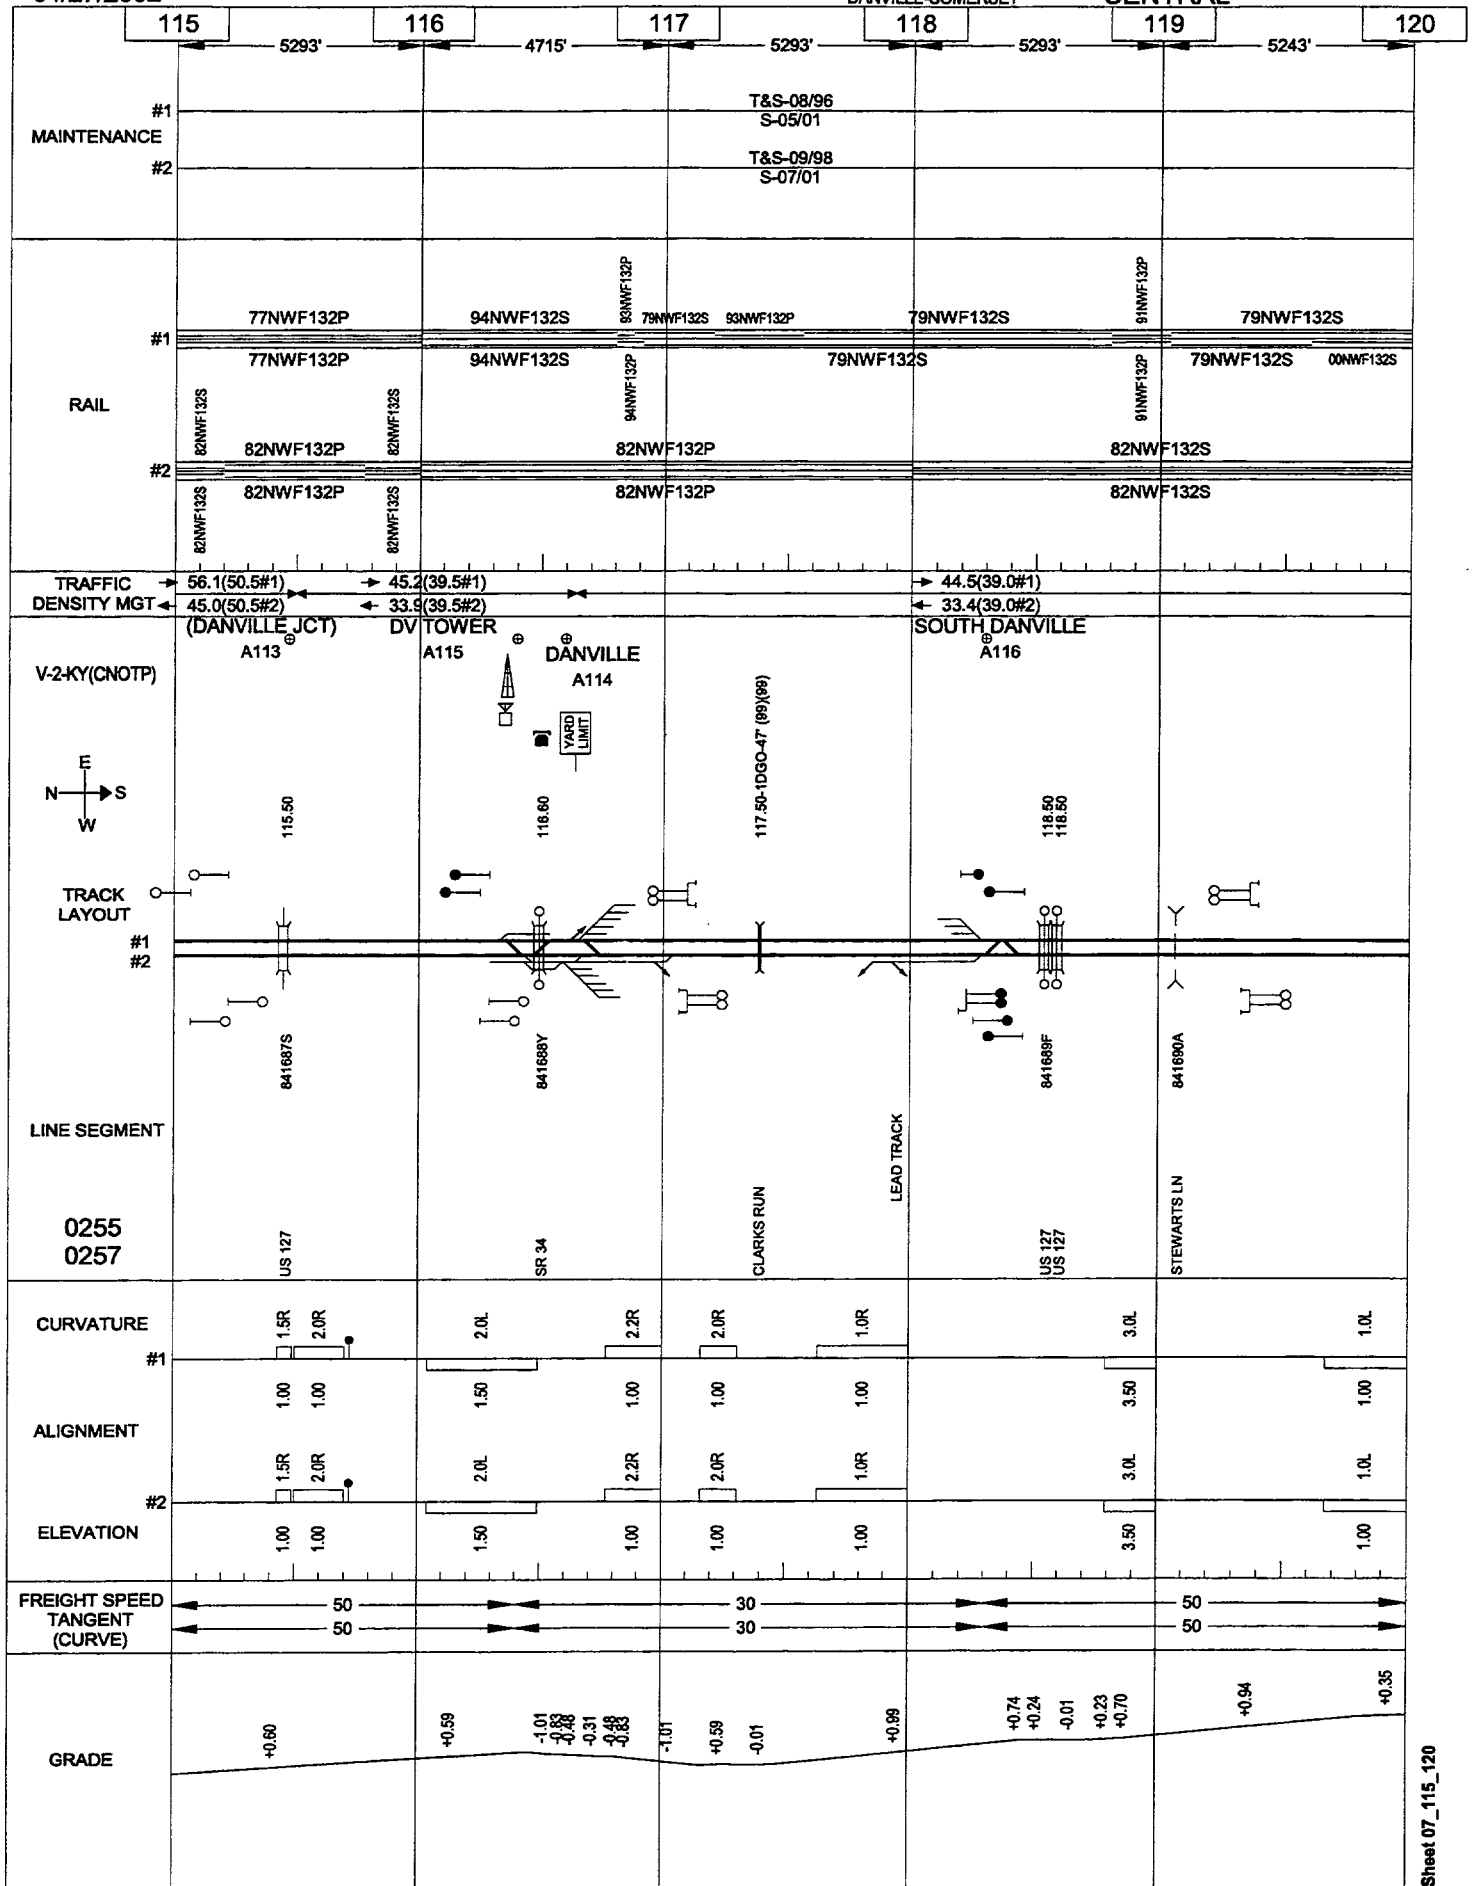 115 116 117 118 119 120
5293' 4715' 5293' 5293' 5243'
#1 T&S-08/96
S-05/01
MAINTENANCE
#2 T&S-09/98
S-07/01
93NWF132P 91NWF132P
77NWF132P 94NWF132S 79NWF132S 93NWF132P 79NWF132S 79NWF132S
#1
77NWF132P 94NWF132S 79NWF132S 79NWF132S 00NWF132S
94NWF132P 91NWF132P
RAIL
82NWF132S 82NWF132S
82NWF132P 82NWF132P 82NWF132S
#2
82NWF132P 82NWF132P 82NWF132S
82NWF132S 82NWF132S
TRAFFIC 56.1(50.5#1) 45.2(39.5#1) 44.5(39.0#1)
DENSITY MGT 45.0(50.5#2) 33.9(39.5#2) 33.4(39.0#2)
(DANVILLE JCT) DV TOWER SOUTH DANVILLE
A113 A115 DANVILLE A116
A114
V-2-KY(CNOTP)
YARD
LIMIT
117.50-1DGO-47' (99)(99)
E
N S
W
115.50 116.60 118.50
118.50
TRACK
LAYOUT
#1
#2
841687S 841688Y 841689F 841690A
LINE SEGMENT
LEAD TRACK
0255
0257
US 127 SR 34 CLARKS RUN US 127
US 127 STEWARTS LN
CURVATURE 1.5R 2.0R 2.0L 2.2R 2.0R 1.0R 3.0L 1.0L
#1
1.00 1.00 1.50 1.00 1.00 1.00 3.50 1.00
ALIGNMENT
1.5R 2.0R 2.0L 2.2R 2.0R 1.0R 3.0L 1.0L
#2
ELEVATION 1.00 1.00 1.50 1.00 1.00 1.00 3.50 1.00
FREIGHT SPEED 50 30 50
TANGENT 50 30 50
(CURVE)
GRADE
+0.60 +0.59 -1.01 -0.83 -0.48 -0.31 -0.48 -0.83 -1.01 +0.59 -0.01 +0.99 +0.74 +0.24 -0.01 +0.23 +0.70 +0.94 +0.35
Sheet 07_115_120